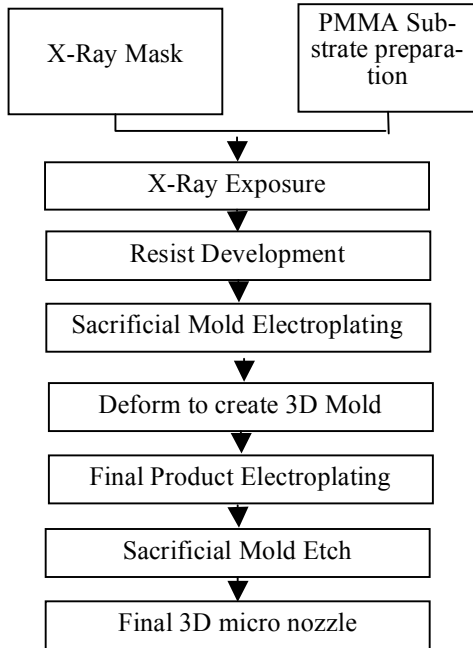 X-Ray Mask
PMMA Sub-
strate prepara-
tion
X-Ray Exposure
Resist Development
Sacrificial Mold Electroplating
Deform to create 3D Mold
Final Product Electroplating
Sacrificial Mold Etch
Final 3D micro nozzle